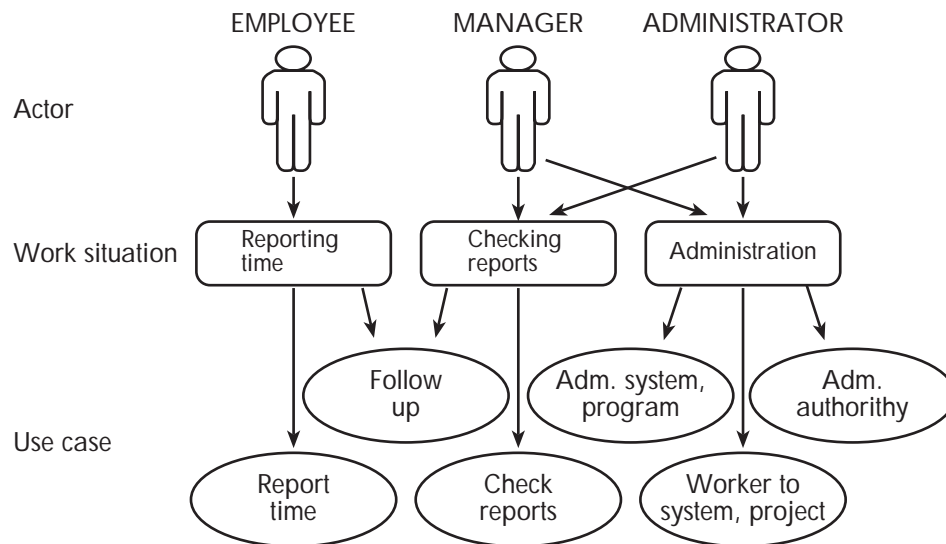 EMPLOYEE MANAGER ADMINISTRATOR
Actor
Work situation
Reporting
time
Checking
reports
Administration
Follow
up
Adm. system,
program
Adm.
authorithy
Use case
Report
time
Check
reports
Worker to
system, project